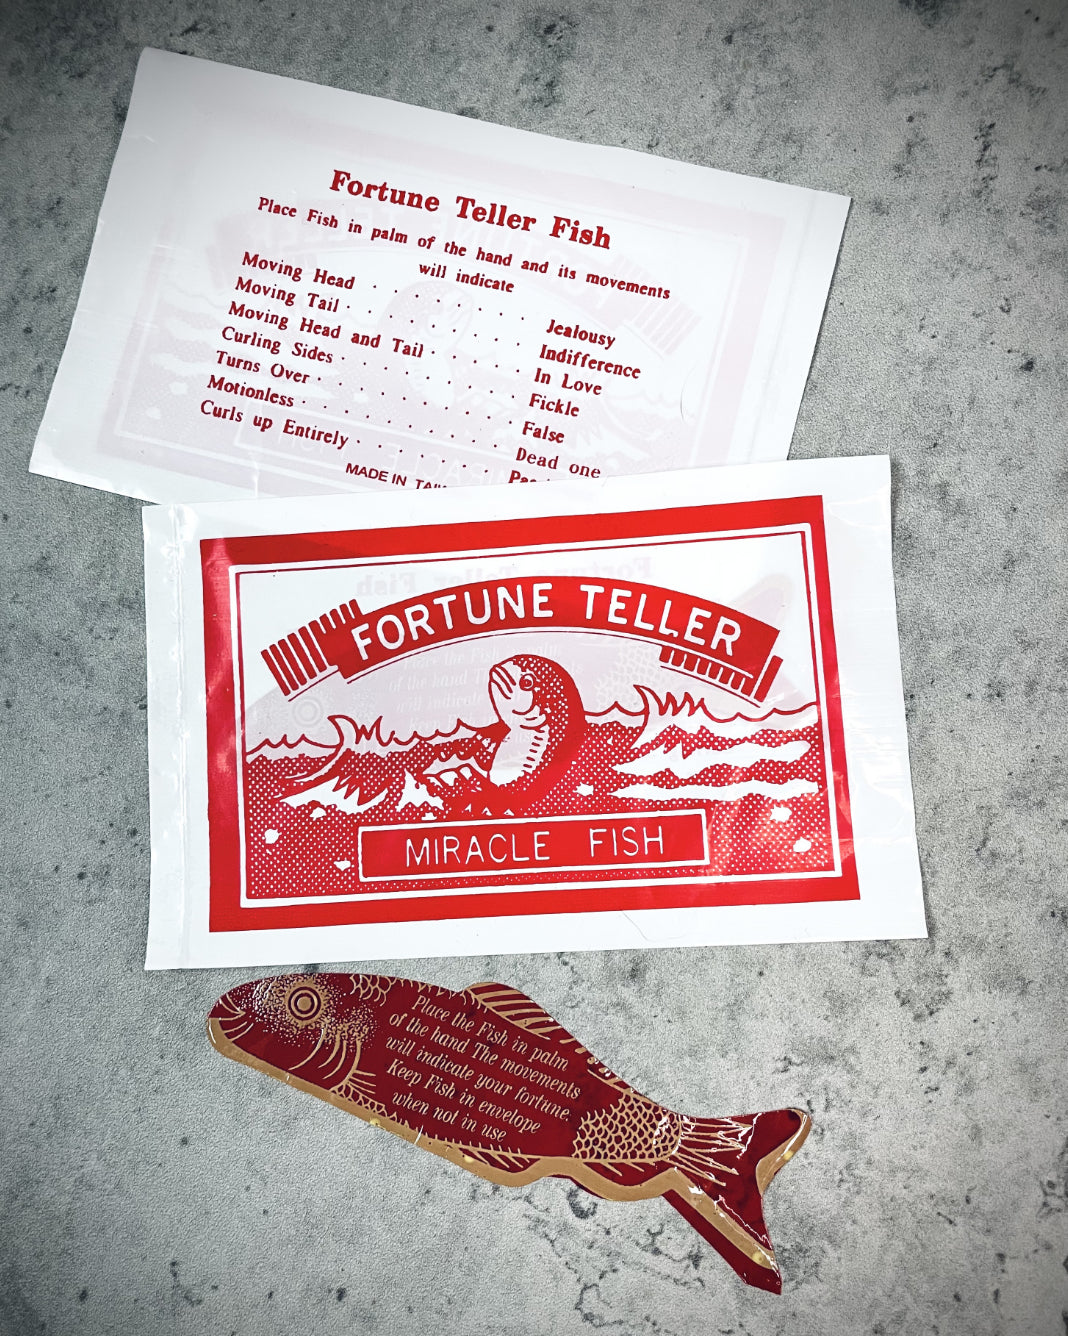 Fortune Teller Fish
Place Fish in palm of the hand and its movements
will indicate
Moving Head . . . . . . . Jealousy
Moving Tail . . . . . . . Indifference
Moving Head and Tail . . . . . In Love
Curling Sides . . . . . . . . Fickle
Turns Over . . . . . . . . False
Motionless . . . . . . . . . Dead one
Curls up Entirely . . . . . .
MADE IN
FORTUNE TELLER
MIRACLE FISH
Place the Fish in palm
of the hand The movements
will indicate your fortune.
Keep Fish in envelope
when not in use